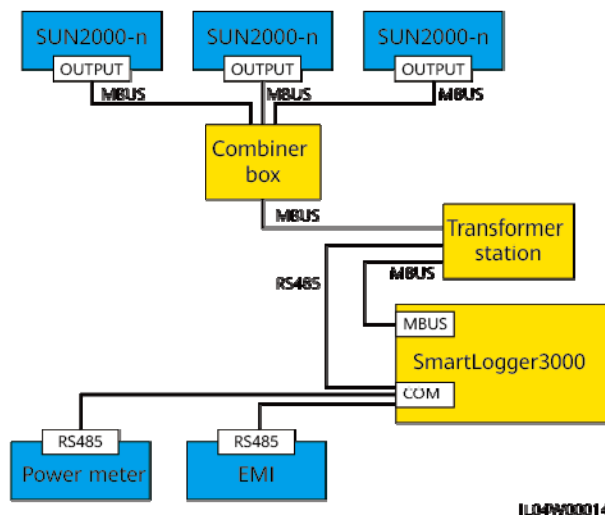 SUN2000-n
SUN2000-n
SUN2000-n
OUTPUT
OUTPUT
OUTPUT
MBUS
MBUS
MBUS
Combiner
box
MBUS
Transformer
station
RS485
MBUS
MBUS
SmartLogger3000
COM
RS485
RS485
Power meter
EMI
IL04W00014